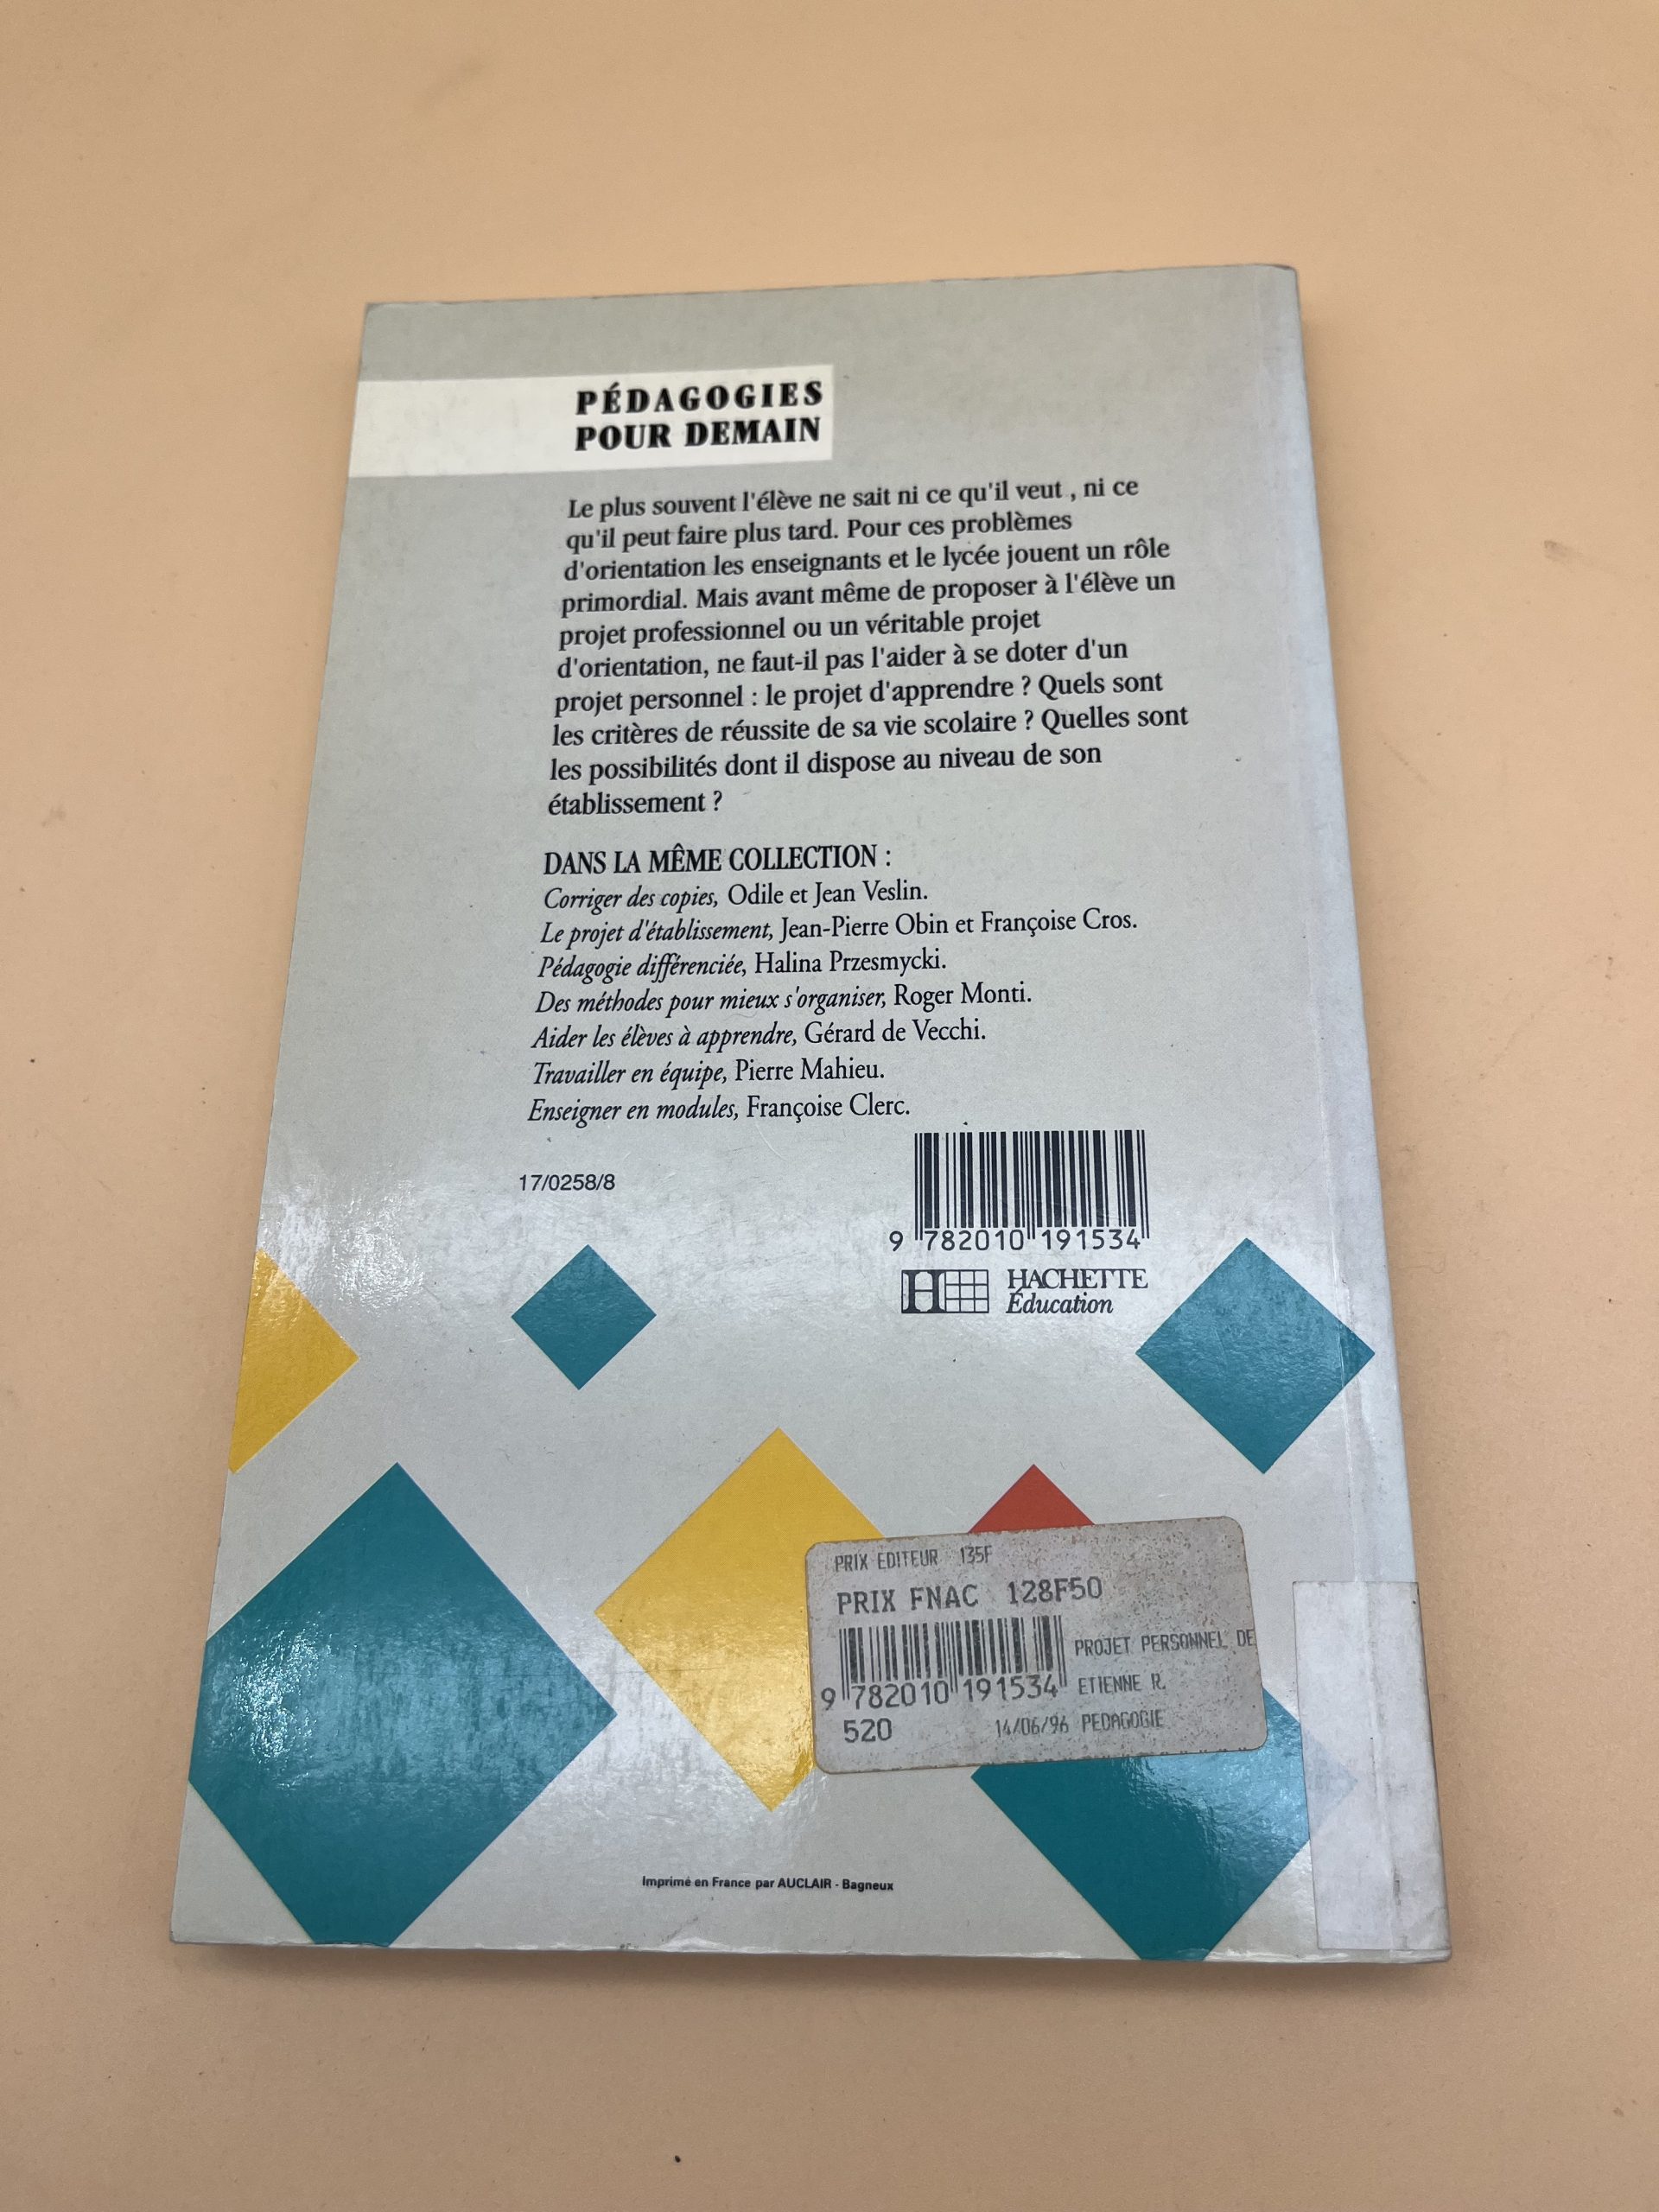 PÉDAGOGIES
POUR DEMAIN
Le plus souvent l'élève ne sait ni ce qu'il veut , ni ce
qu'il peut faire plus tard. Pour ces problèmes
d'orientation les enseignants et le lycée jouent un rôle
primordial. Mais avant même de proposer à l'élève un
projet professionnel ou un véritable projet
d'orientation, ne faut-il pas l'aider à se doter d'un
projet personnel : le projet d'apprendre ? Quels sont
les critères de réussite de sa vie scolaire ? Quelles sont
les possibilités dont il dispose au niveau de son
établissement ?
DANS LA MÊME COLLECTION :
Corriger des copies, Odile et Jean Veslin.
Le projet d'établissement, Jean-Pierre Obin et Françoise Cros.
Pédagogie différenciée, Halina Przesmycki.
Des méthodes pour mieux s'organiser, Roger Monti.
Aider les élèves à apprendre, Gérard de Vecchi.
Travailler en équipe, Pierre Mahieu.
Enseigner en modules, Françoise Clerc.
17/0258/8
9 782010 191534
H HACHETTE
Éducation
PRIX EDITEUR 135F
PRIX FNAC 128F50
PROJET PERSONNEL DE
9 782010 191534 ETIENNE R.
520 14/06/96 PEDAGOGIE
Imprimé en France par AUCLAIR - Bagneux